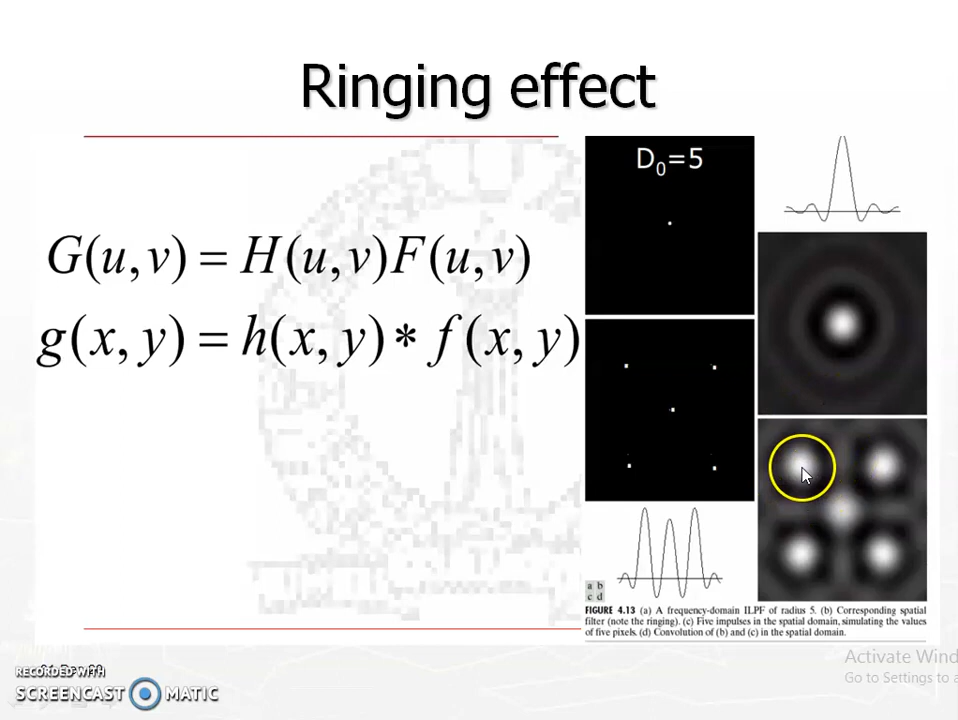 Ringing effect
D₀=5
G(u,v) = H(u,v)F(u,v)
g(x,y) = h(x,y) * f(x,y)
a b
c d
FIGURE 4.13 (a) A frequency-domain ILPF of radius 5. (b) Corresponding spatial
filter (note the ringing). (c) Five impulses in the spatial domain, simulating the values
of five pixels. (d) Convolution of (b) and (c) in the spatial domain.
Activate Wind
Go to Settings to a
RECORDED WITH
SCREENCAST MATIC